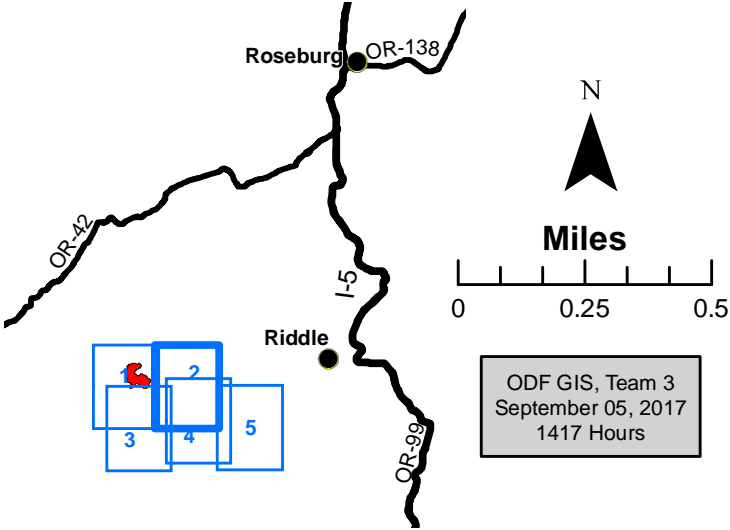 Roseburg
OR-138
N
OR-42
Miles
I-5
0 0.25 0.5
Riddle
1
2
ODF GIS, Team 3
September 05, 2017
1417 Hours
3
4
5
OR-99